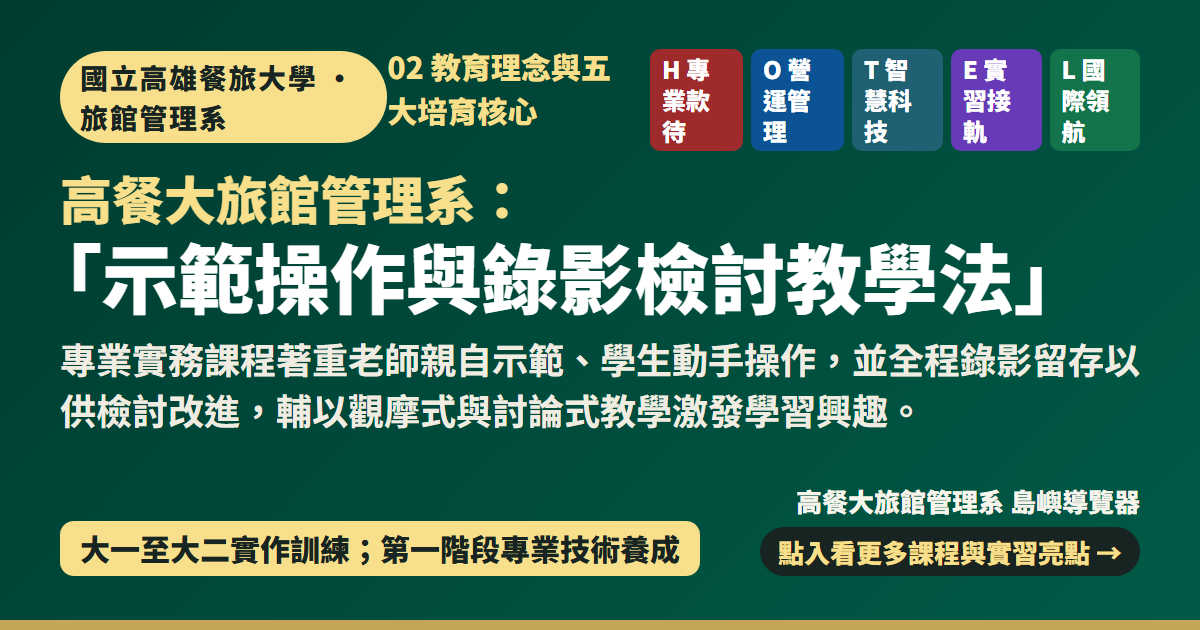 國立高雄餐旅大學 ・
旅館管理系
02 教育理念與五
大培育核心
H 專
業款
待
O 營
運管
理
T 智
慧科
技
E 實
習接
軌
L 國
際領
航
高餐大旅館管理系：
「示範操作與錄影檢討教學法」
專業實務課程著重老師親自示範、學生動手操作，並全程錄影留存以
供檢討改進，輔以觀摩式與討論式教學激發學習興趣。
大一至大二實作訓練；第一階段專業技術養成
高餐大旅館管理系 島嶼導覽器
點入看更多課程與實習亮點 →